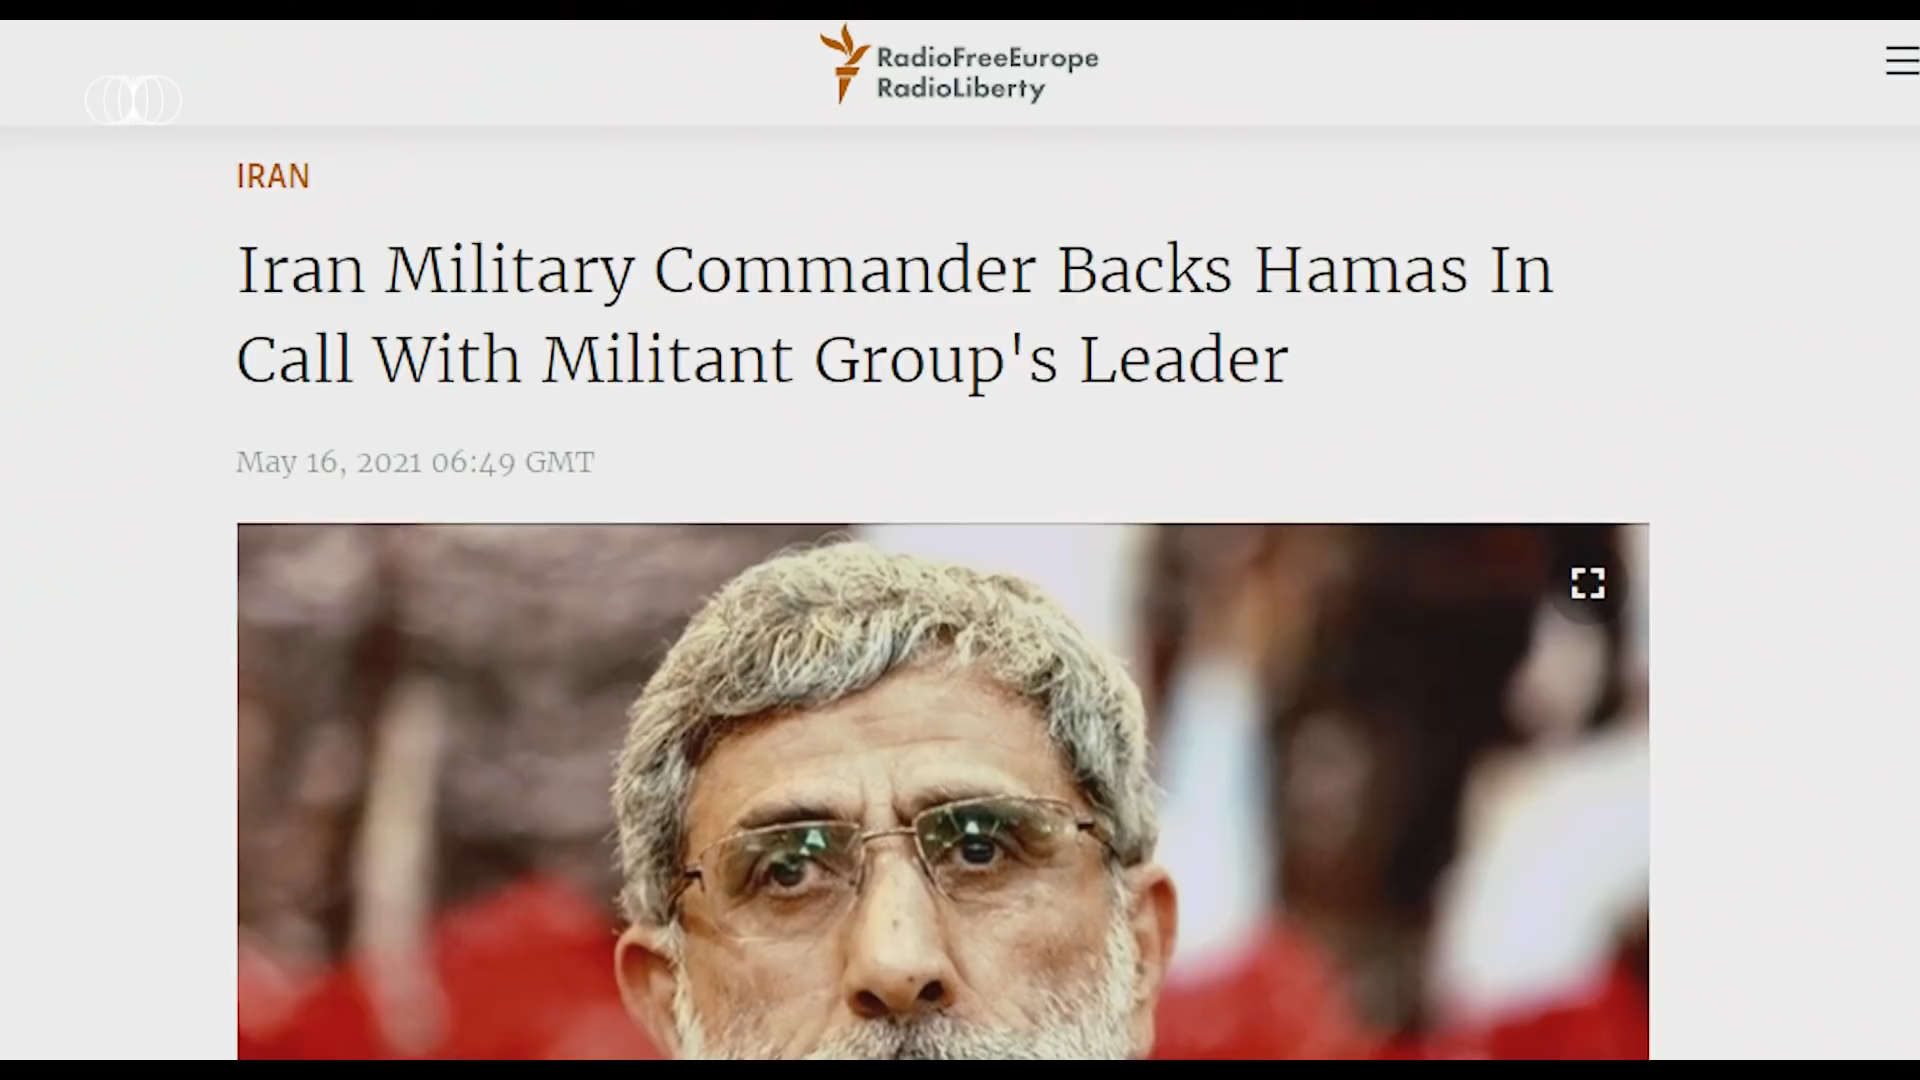 RadioFreeEurope
RadioLiberty
IRAN
Iran Military Commander Backs Hamas In
Call With Militant Group's Leader
May 16, 2021 06:49 GMT